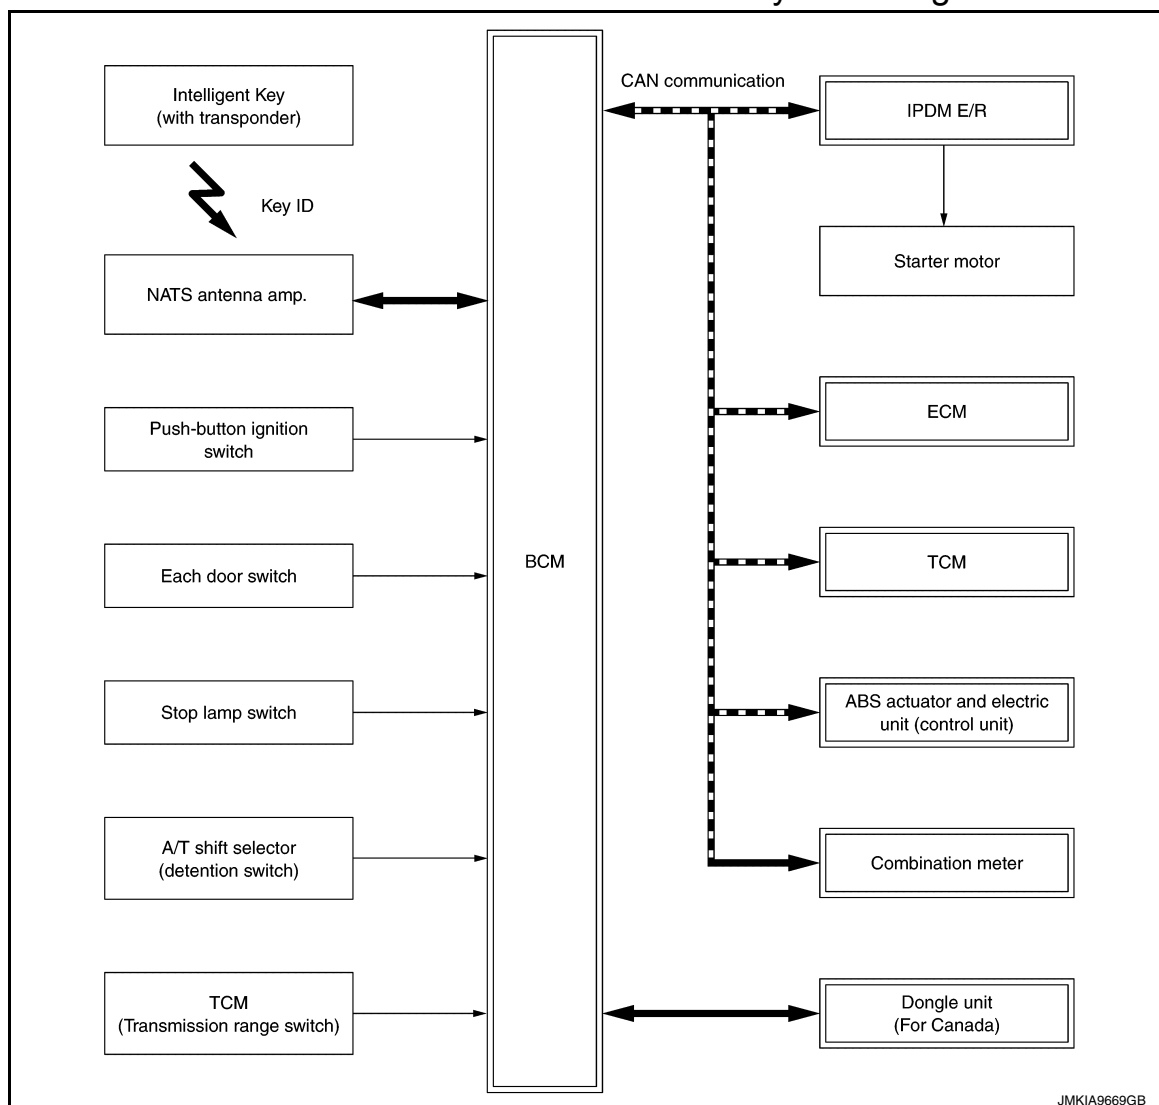 Intelligent Key
(with transponder)
Key ID
NATS antenna amp.
Push-button ignition
switch
Each door switch
Stop lamp switch
A/T shift selector
(detention switch)
TCM
(Transmission range switch)
BCM
CAN communication
IPDM E/R
Starter motor
ECM
TCM
ABS actuator and electric
unit (control unit)
Combination meter
Dongle unit
(For Canada)
JMKIA9669GB